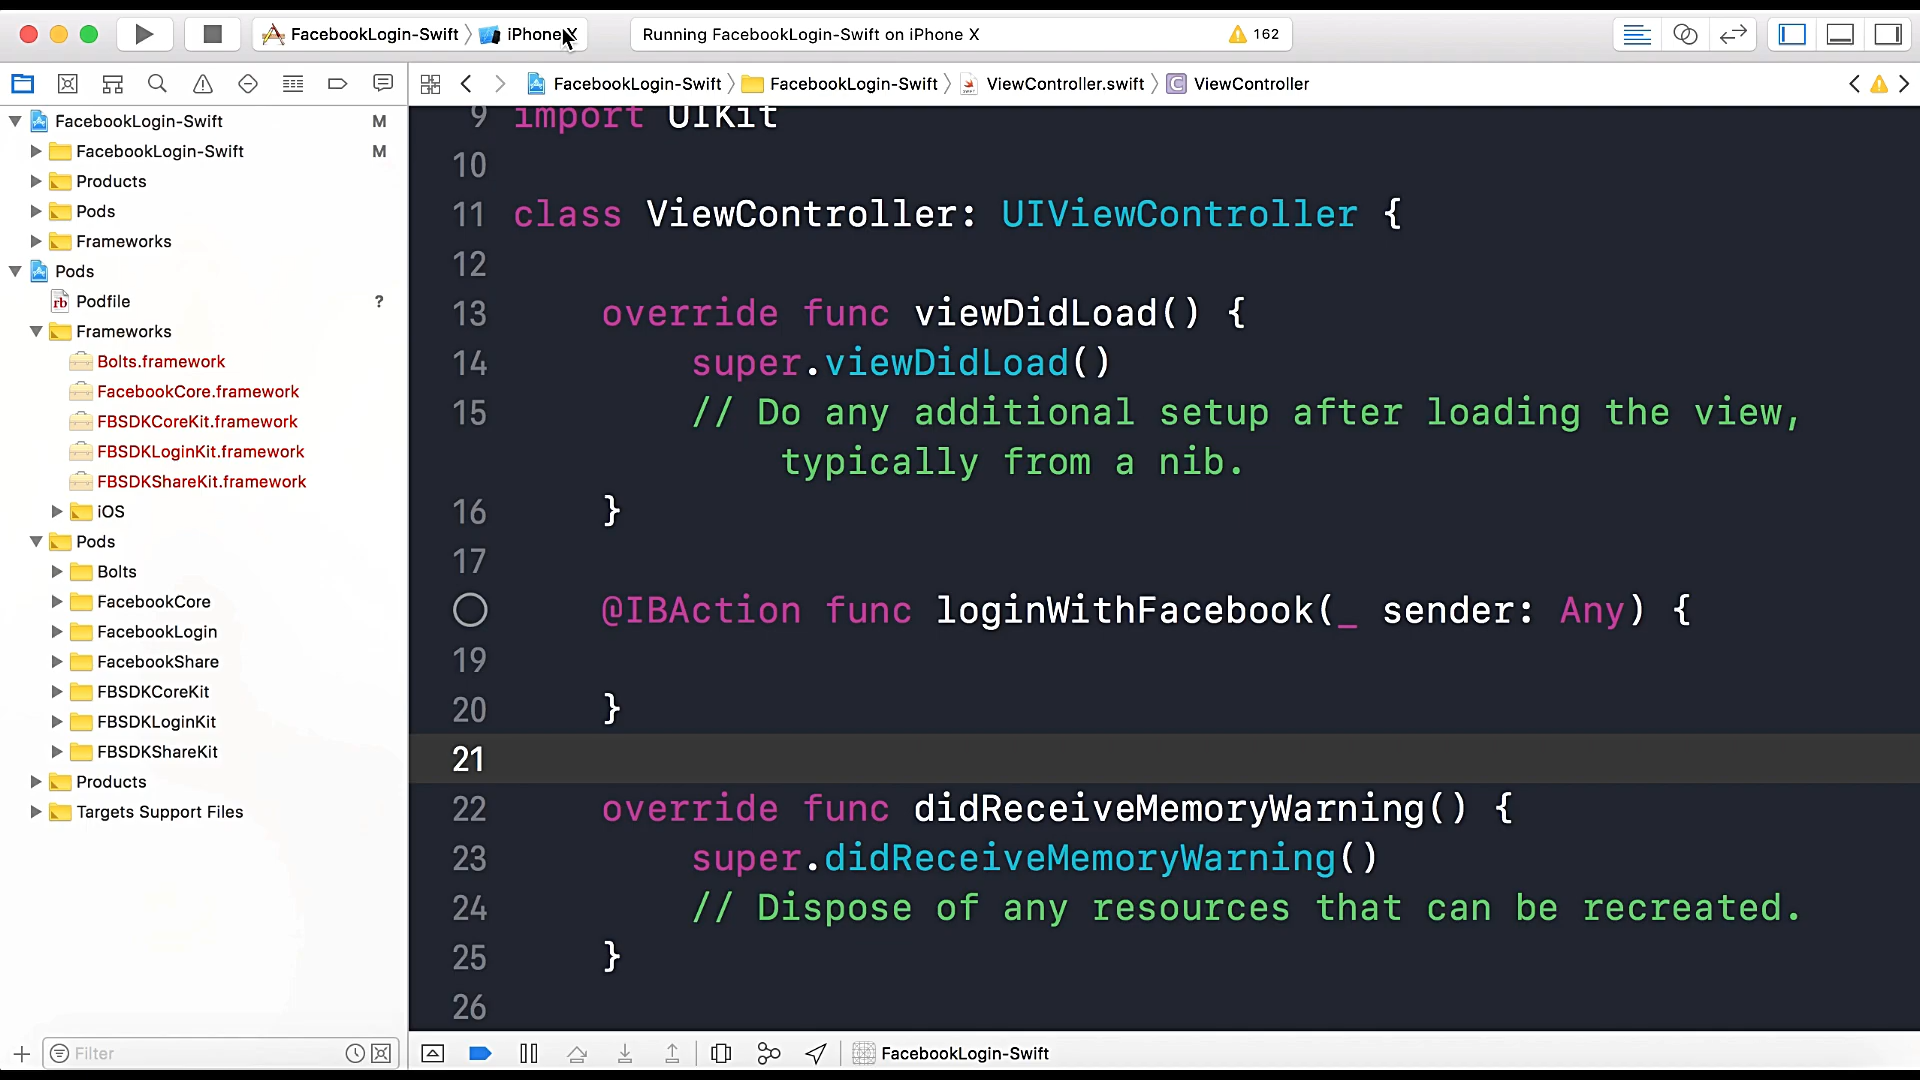 FacebookLogin-Swift iPhone X
Running FacebookLogin-Swift on iPhone X 162
FacebookLogin-Swift FacebookLogin-Swift ViewController.swift C ViewController
FacebookLogin-Swift M
FacebookLogin-Swift M
Products
Pods
Frameworks
Pods
rb Podfile ?
Frameworks
Bolts.framework
FacebookCore.framework
FBSDKCoreKit.framework
FBSDKLoginKit.framework
FBSDKShareKit.framework
iOS
Pods
Bolts
FacebookCore
FacebookLogin
FacebookShare
FBSDKCoreKit
FBSDKLoginKit
FBSDKShareKit
Products
Targets Support Files
Filter
9 import UIKit
10
11 class ViewController: UIViewController {
12
13 override func viewDidLoad() {
14 super.viewDidLoad()
15 // Do any additional setup after loading the view,
typically from a nib.
16 }
17
@IBAction func loginWithFacebook(_ sender: Any) {
19
20 }
21
22 override func didReceiveMemoryWarning() {
23 super.didReceiveMemoryWarning()
24 // Dispose of any resources that can be recreated.
25 }
26
FacebookLogin-Swift